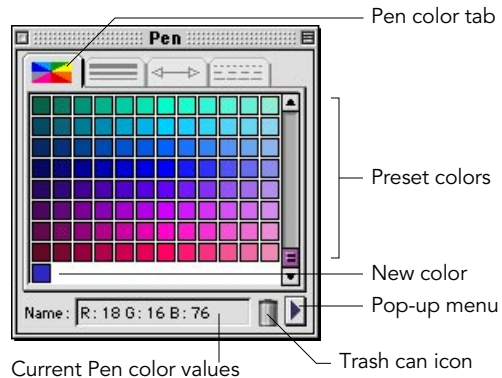 Pen color tab
Pen
Preset colors
New color
Pop-up menu
Name: R: 18 G: 16 B: 76
Trash can icon
Current Pen color values